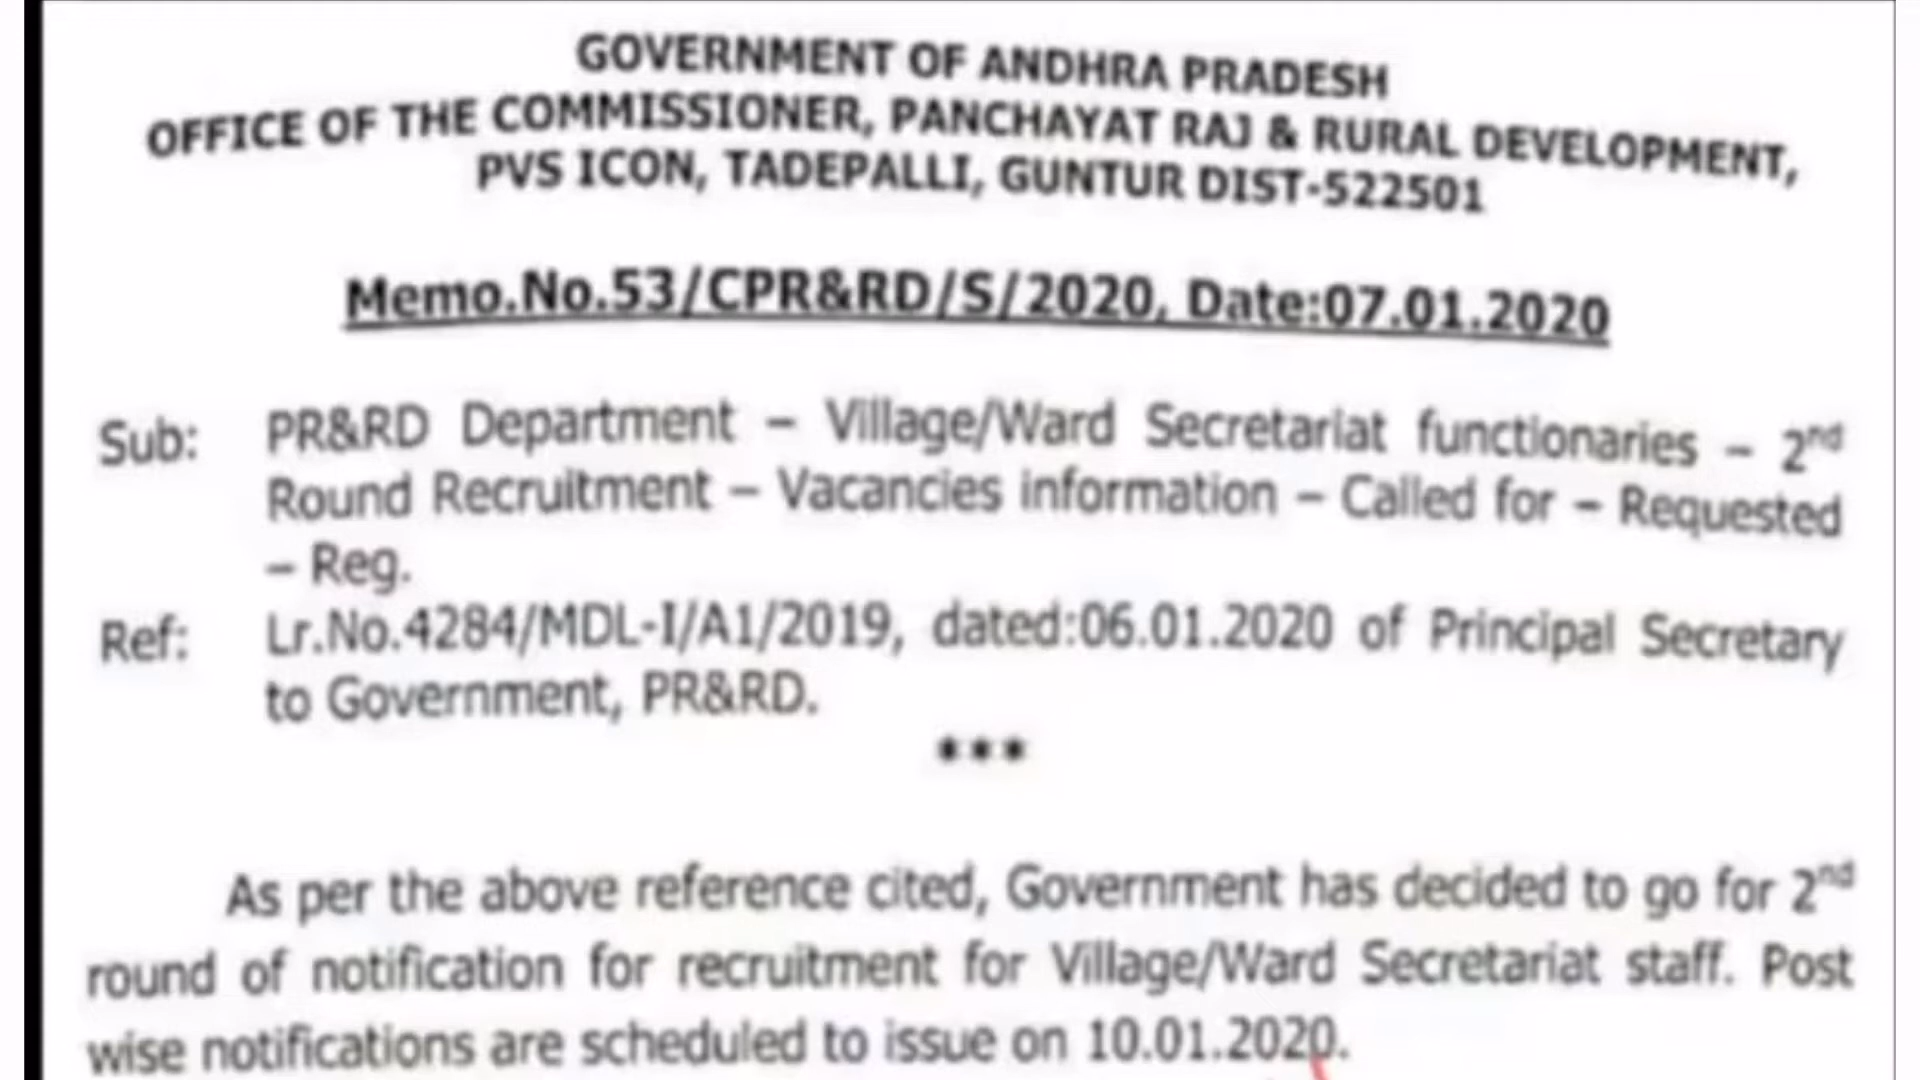 GOVERNMENT OF ANDHRA PRADESH
OFFICE OF THE COMMISSIONER, PANCHAYAT RAJ & RURAL DEVELOPMENT,
PVS ICON, TADEPALLI, GUNTUR DIST-522501
Memo.No.53/CPR&RD/S/2020, Date:07.01.2020
Sub: PR&RD Department – Village/Ward Secretariat functionaries – 2nd
Round Recruitment – Vacancies information – Called for – Requested
– Reg.
Ref: Lr.No.4284/MDL-I/A1/2019, dated:06.01.2020 of Principal Secretary
to Government, PR&RD.
***
As per the above reference cited, Government has decided to go for 2nd
round of notification for recruitment for Village/Ward Secretariat staff. Post
wise notifications are scheduled to issue on 10.01.2020.